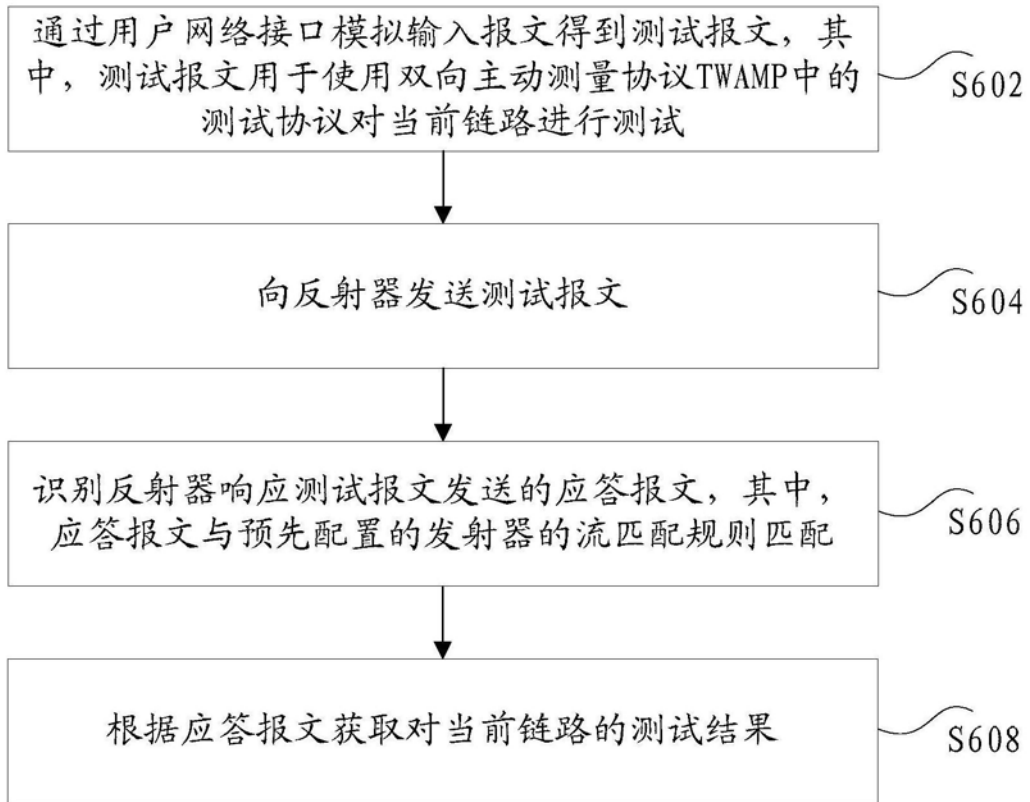 通过用户网络接口模拟输入报文得到测试报文，其
中，测试报文用于使用双向主动测量协议TWAMP中的
测试协议对当前链路进行测试
S602
向反射器发送测试报文
S604
识别反射器响应测试报文发送的应答报文，其中，
应答报文与预先配置的发射器的流匹配规则匹配
S606
根据应答报文获取对当前链路的测试结果
S608